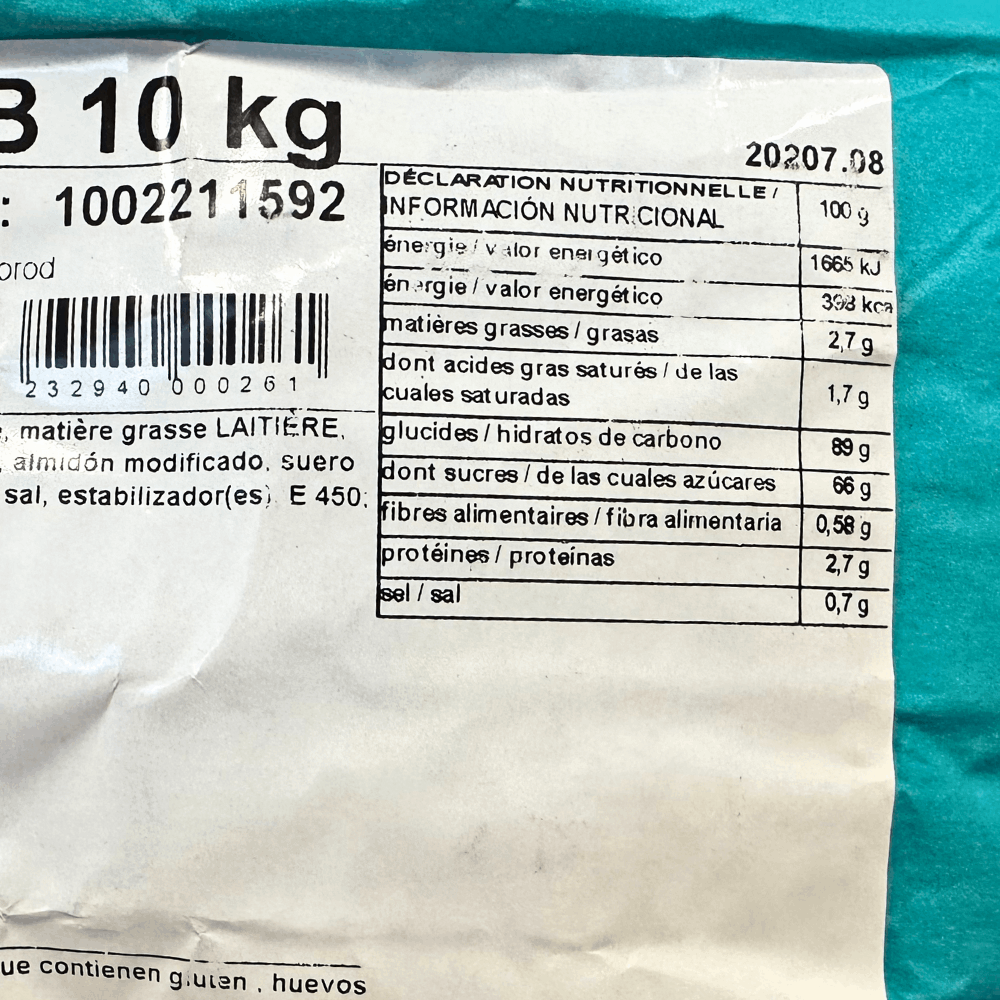 B 10 kg
20207.08
: 1002211592
orod
232940 000261
, matière grasse LAITIÈRE,
, almidón modificado, suero
sal, estabilizador(es) E 450;
DÉCLARATION NUTRITIONNELLE /
INFORMACIÓN NUTRICIONAL
100 g
énergie / valor energético 1665 kJ
énergie / valor energético 398 kca
matières grasses / grasas 2,7 g
dont acides gras saturés / de las
cuales saturadas 1,7 g
glucides / hidratos de carbono 89 g
dont sucres / de las cuales azúcares 66 g
fibres alimentaires / fibra alimentaria 0,58 g
protéines / proteínas 2,7 g
sel / sal 0,7 g
ue contienen gluten , huevos